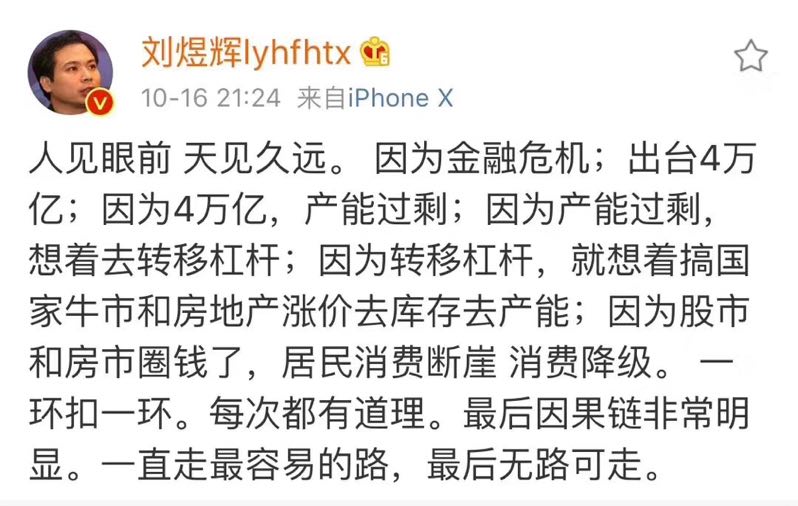 刘煜辉lyhfhtx
10-16 21:24 来自iPhone X
人见眼前 天见久远。 因为金融危机；出台4万
亿；因为4万亿，产能过剩；因为产能过剩，
想着去转移杠杆；因为转移杠杆，就想着搞国
家牛市和房地产涨价去库存去产能；因为股市
和房市圈钱了，居民消费断崖 消费降级。 一
环扣一环。每次都有道理。最后因果链非常明
显。一直走最容易的路，最后无路可走。